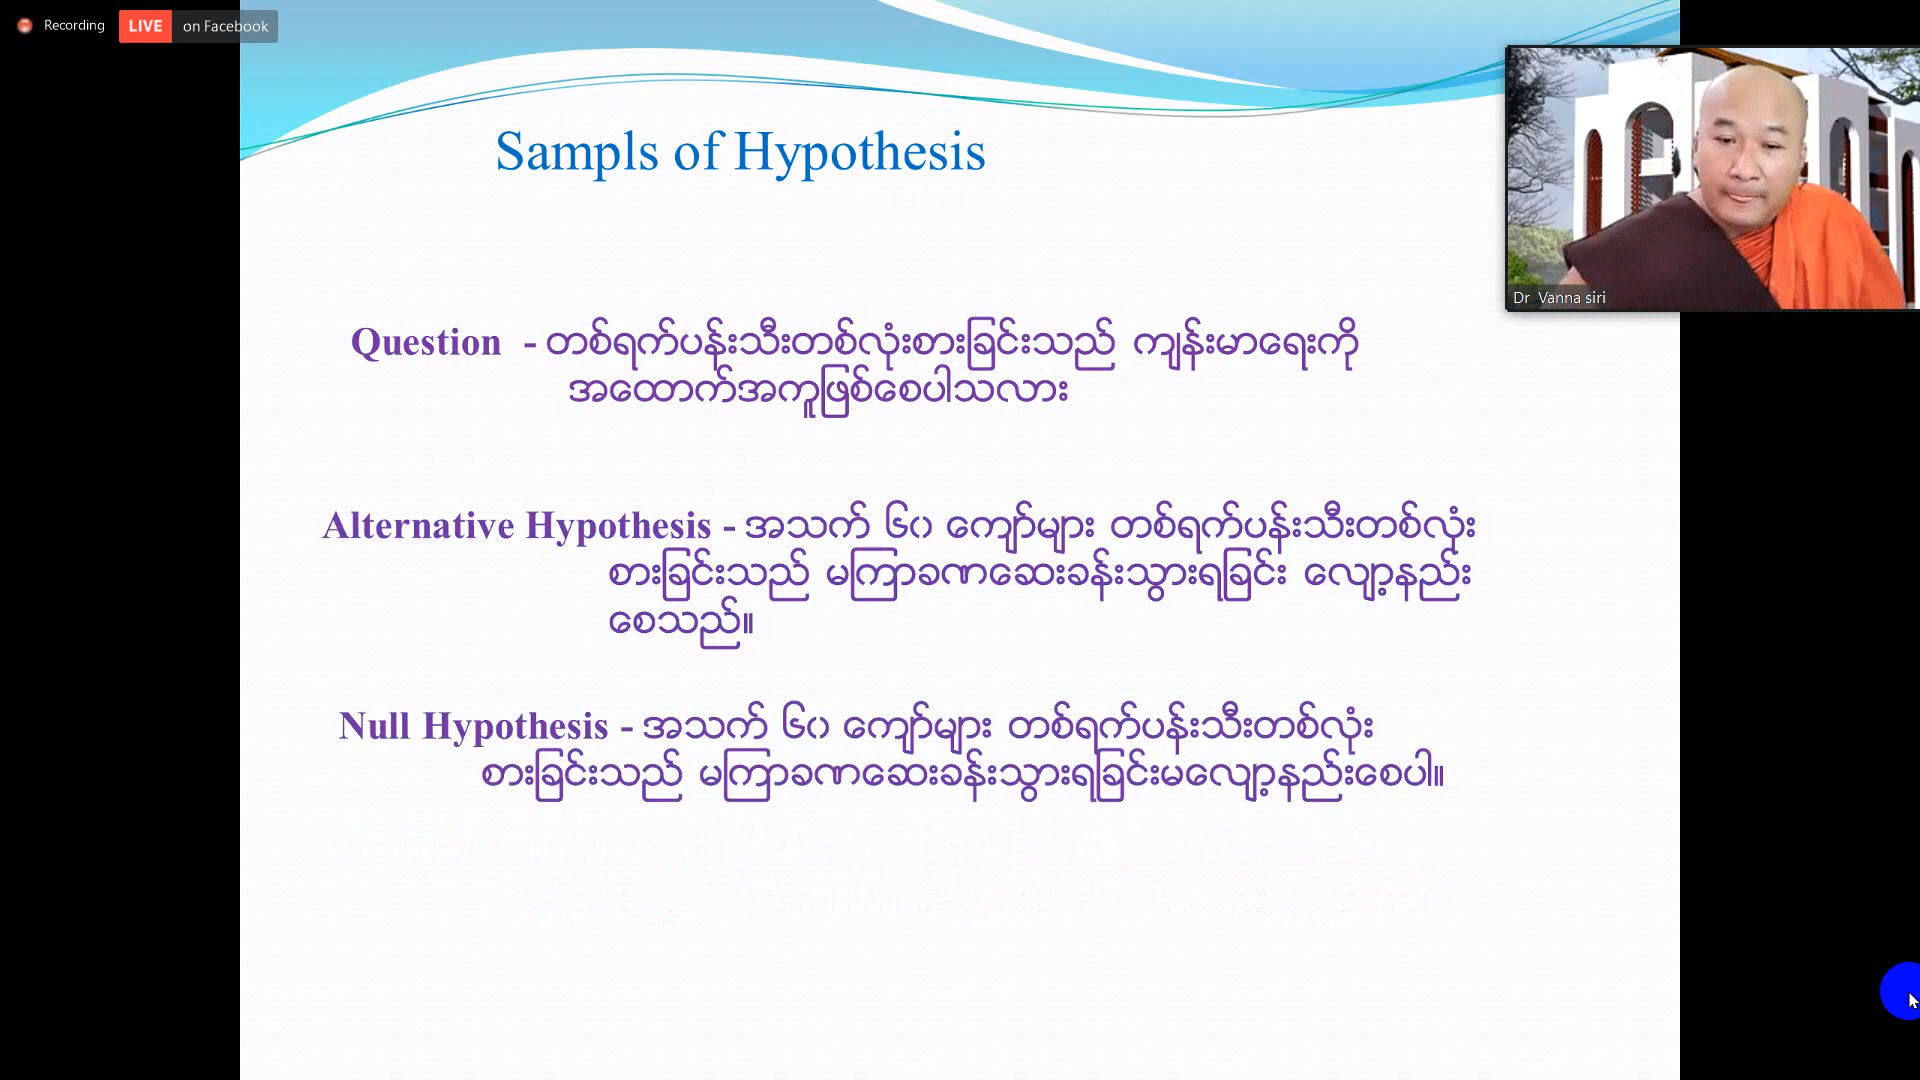 Recording LIVE on Facebook
Sampls of Hypothesis
Dr Vanna siri
Question - တစ်ရက်ပန်းသီးတစ်လုံးစားခြင်းသည် ကျန်းမာရေးကို
အထောက်အကူဖြစ်စေပါသလား
Alternative Hypothesis - အသက် ၆၀ ကျော်များ တစ်ရက်ပန်းသီးတစ်လုံး
စားခြင်းသည် မကြာခဏဆေးခန်းသွားရခြင်း လျော့နည်း
စေသည်။
Null Hypothesis - အသက် ၆၀ ကျော်များ တစ်ရက်ပန်းသီးတစ်လုံး
စားခြင်းသည် မကြာခဏဆေးခန်းသွားရခြင်းမလျော့နည်းစေပါ။